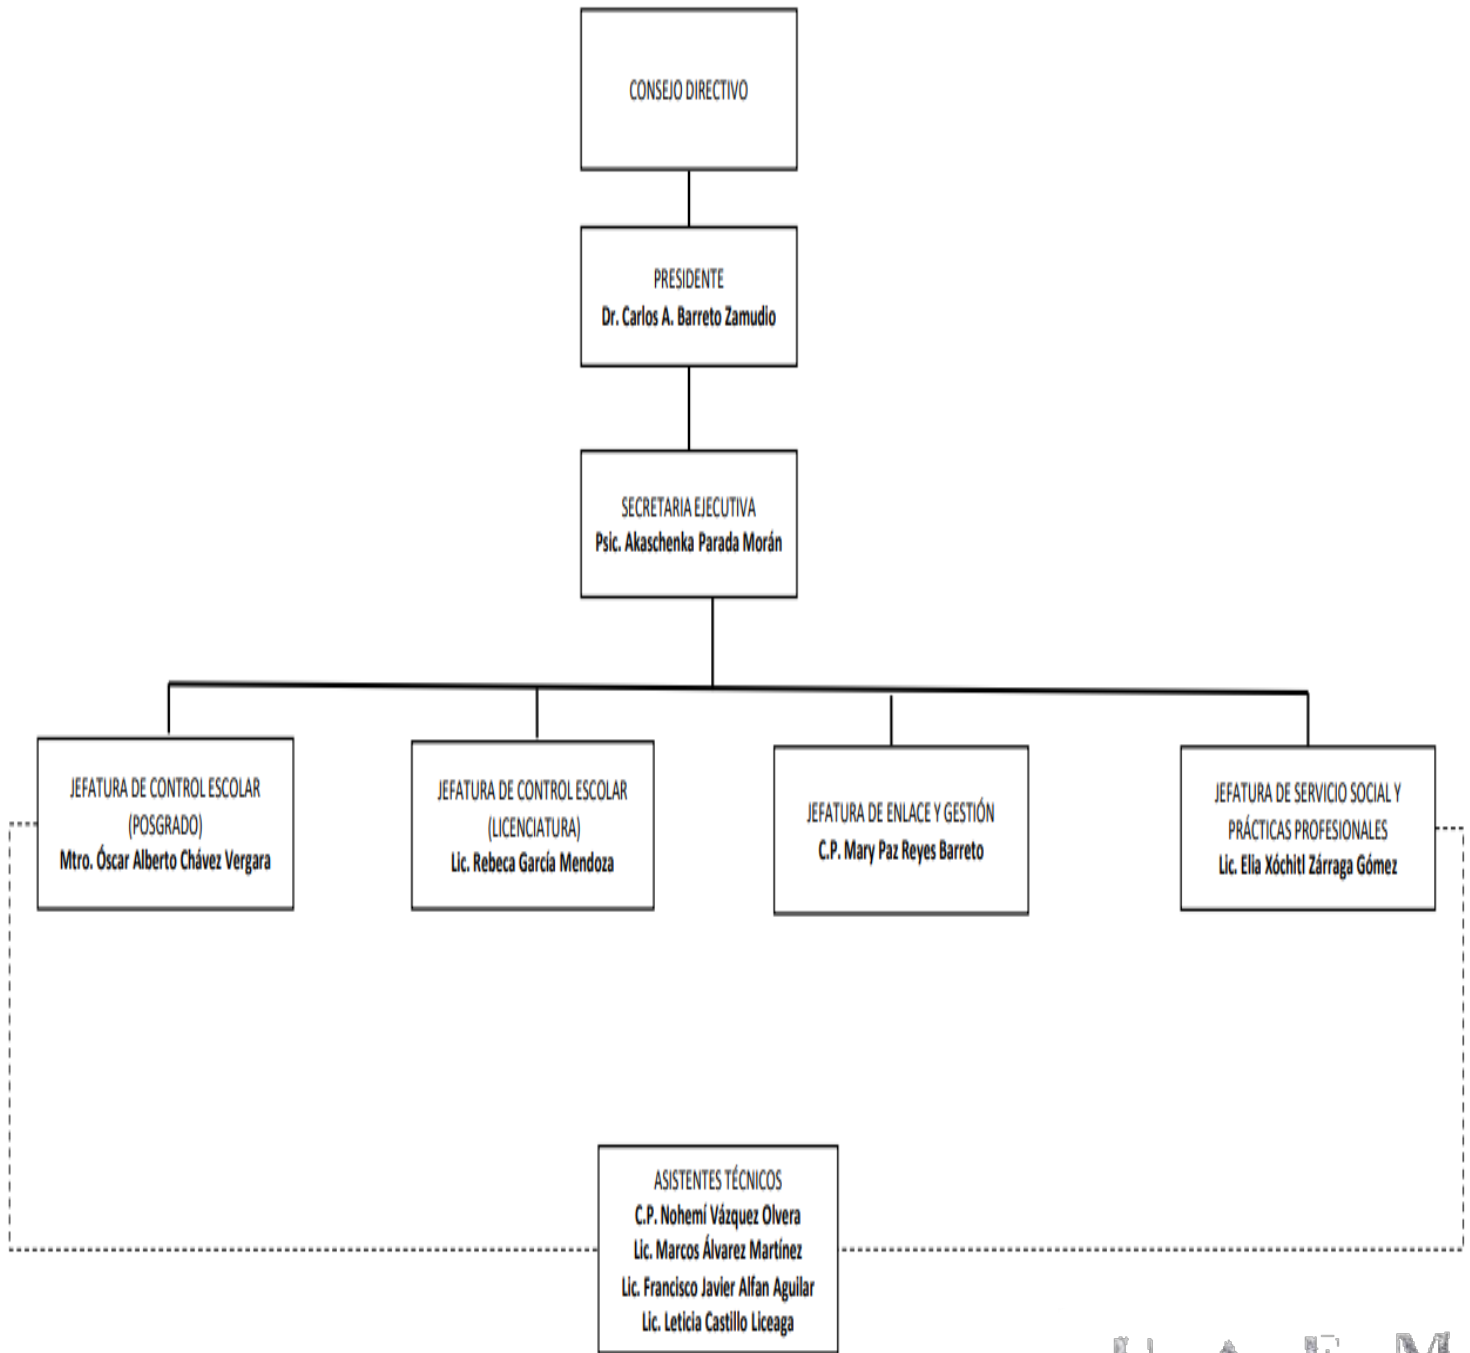 CONSEJO DIRECTIVO
PRESIDENTE
Dr. Carlos A. Barreto Zamudio
SECRETARIA EJECUTIVA
Psic. Akaschenka Parada Morán
JEFATURA DE CONTROL ESCOLAR
(POSGRADO)
Mtro. Óscar Alberto Chávez Vergara
JEFATURA DE CONTROL ESCOLAR
(LICENCIATURA)
Lic. Rebeca García Mendoza
JEFATURA DE ENLACE Y GESTIÓN
C.P. Mary Paz Reyes Barreto
JEFATURA DE SERVICIO SOCIAL Y
PRÁCTICAS PROFESIONALES
Lic. Elia Xóchitl Zárraga Gómez
ASISTENTES TÉCNICOS
C.P. Nohemí Vázquez Olvera
Lic. Marcos Álvarez Martínez
Lic. Francisco Javier Alfan Aguilar
Lic. Leticia Castillo Liceaga
U A E M